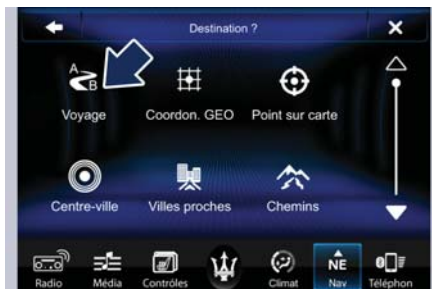 Destination ?
A
B
Voyage Coordon. GEO Point sur carte
Centre-ville Villes proches Chemins
NE
Radio Média Contrôles Climat Nav Téléphon